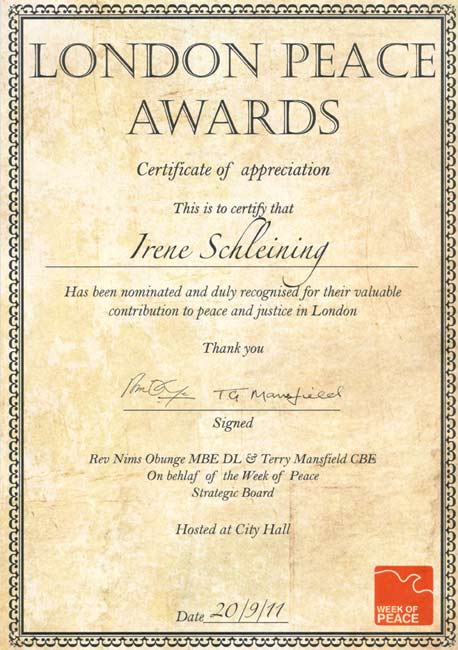 LONDON PEACE
AWARDS
Certificate of appreciation
This is to certify that
Irene Schleining
Has been nominated and duly recognised for their valuable
contribution to peace and justice in London
Thank you
TG Mansfield
Signed
Rev Nims Obunge MBE DL & Terry Mansfield CBE
On behlaf of the Week of Peace
Strategic Board
Hosted at City Hall
Date 20/9/11
WEEK OF
PEACE